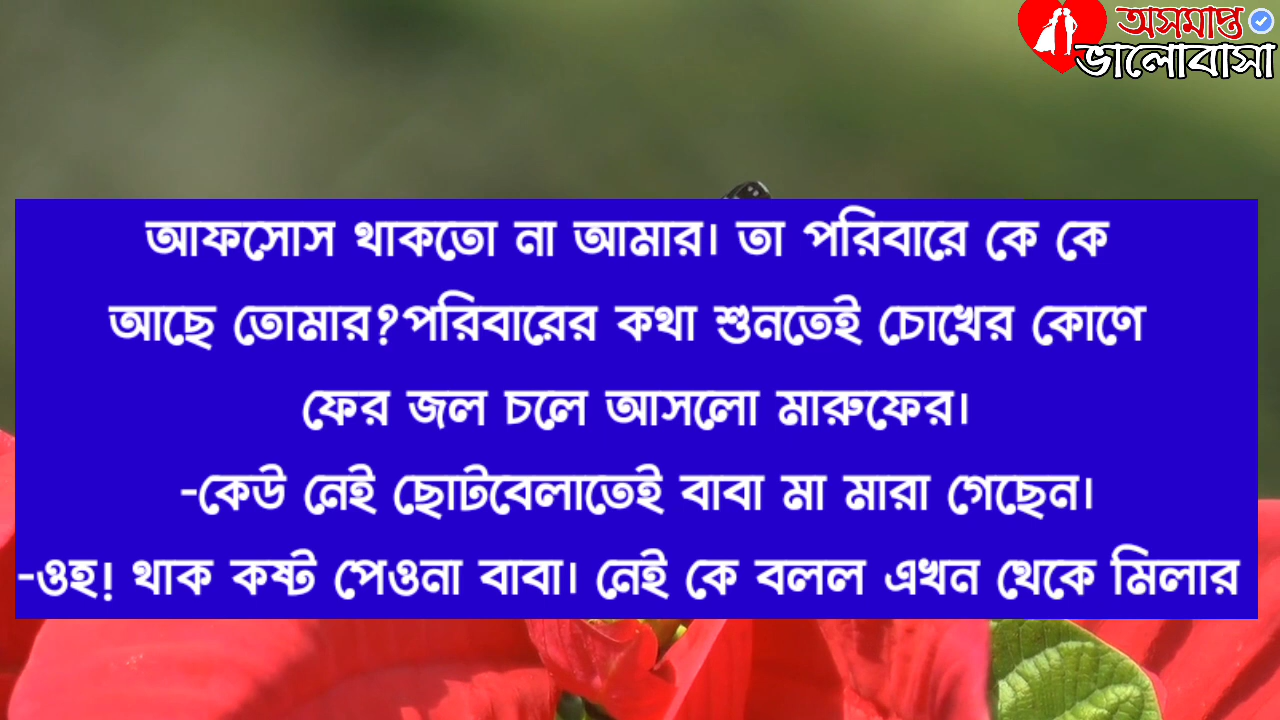 অসমাপ্ত
ভালোবাসা
আফসোস থাকতো না আমার। তা পরিবারে কে কে
আছে তোমার?পরিবারের কথা শুনতেই চোখের কোণে
ফের জল চলে আসলো মারুফের।
-কেউ নেই ছোটবেলাতেই বাবা মা মারা গেছেন।
-ওহ! থাক কষ্ট পেওনা বাবা। নেই কে বলল এখন থেকে মিলার